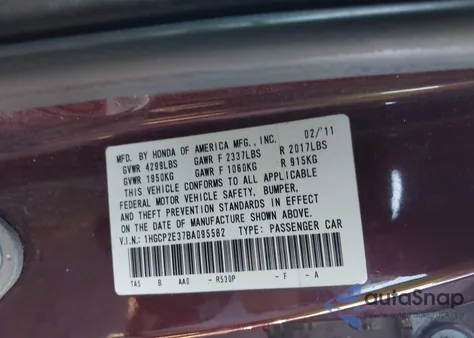 MFD. BY HONDA OF AMERICA MFG., INC. 02/'11
GVWR 4299LBS GAWR F 2337LBS R 2017LBS
GVWR 1950KG GAWR F 1060KG R 915KG
THIS VEHICLE CONFORMS TO ALL APPLICABLE
FEDERAL MOTOR VEHICLE SAFETY, BUMPER,
AND THEFT PREVENTION STANDARDS IN EFFECT
ON THE DATE OF MANUFACTURE SHOWN ABOVE.
V.I.N.: 1HGCP2E37BA095582 TYPE: PASSENGER CAR
TA5 B AA0 - R530P - F - A
autoSnap